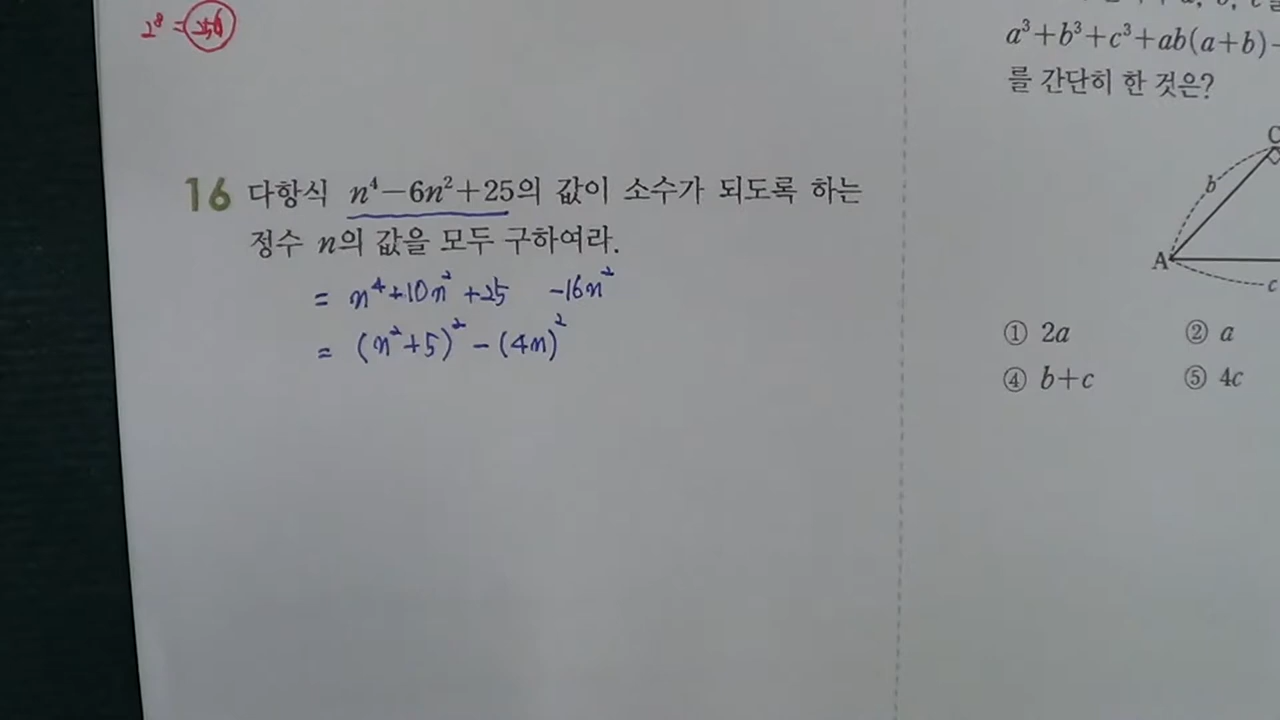 2⁸ = 256
16 다항식 n⁴−6n²+25의 값이 소수가 되도록 하는
정수 n의 값을 모두 구하여라.
= n⁴+10n²+25 −16n²
= (n²+5)²−(4n)²
a³+b³+c³+ab(a+b)−
를 간단히 한 것은?
C
b
A
c
① 2a ② a
④ b+c ⑤ 4c